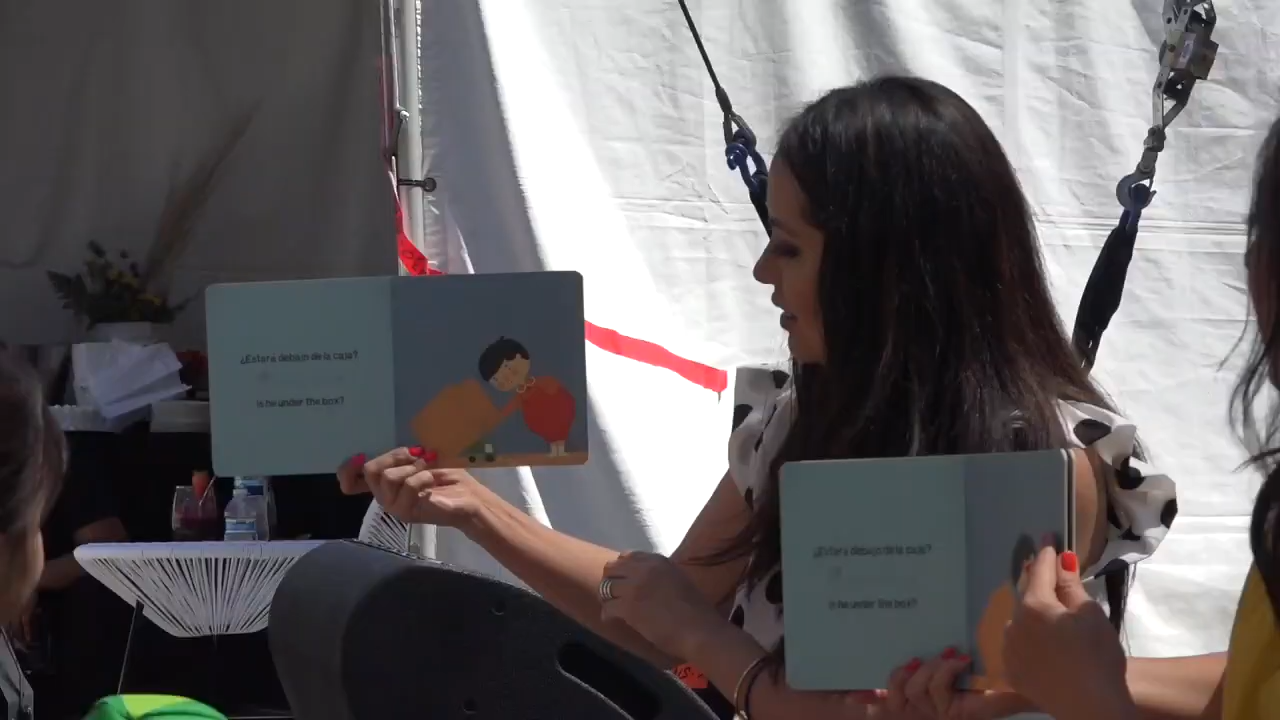 ¿Estará debajo de la caja?
is he under the box?
¿Estará debajo de la caja?
is he under the box?